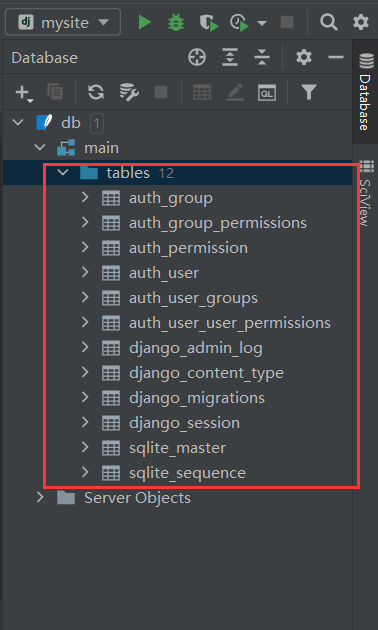 dj mysite
Database
QL
db 1
main
tables 12
auth_group
auth_group_permissions
auth_permission
auth_user
auth_user_groups
auth_user_user_permissions
django_admin_log
django_content_type
django_migrations
django_session
sqlite_master
sqlite_sequence
Server Objects
Database
SciView